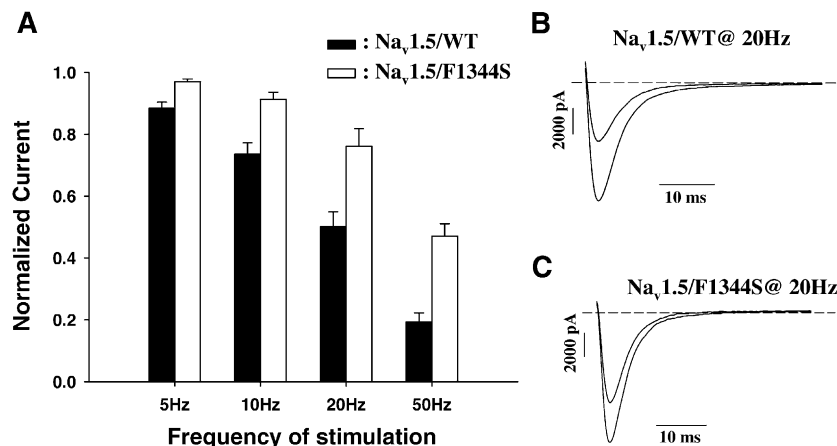 A
: Nav1.5/WT
: Nav1.5/F1344S
Normalized Current
1.0
0.8
0.6
0.4
0.2
0.0
5Hz
10Hz
20Hz
50Hz
Frequency of stimulation
B
Nav1.5/WT@ 20Hz
2000 pA
10 ms
C
Nav1.5/F1344S@ 20Hz
2000 pA
10 ms